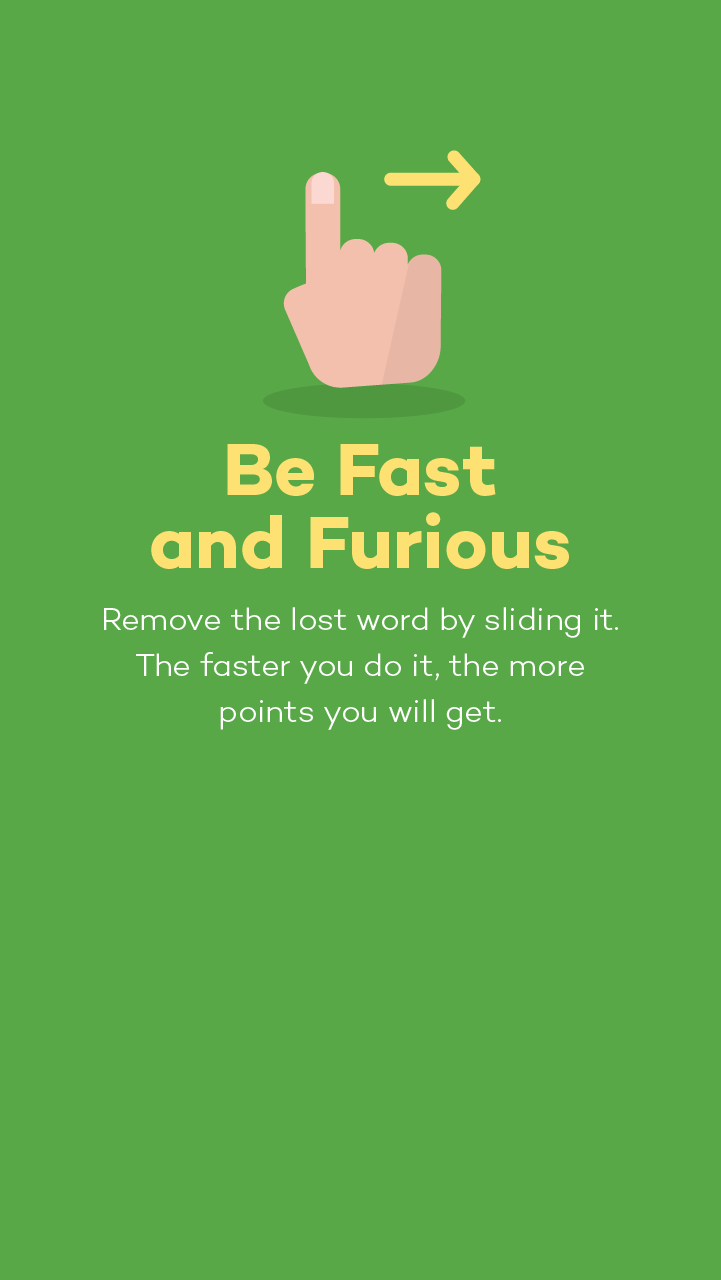 Be Fast
and Furious
Remove the lost word by sliding it.
The faster you do it, the more
points you will get.